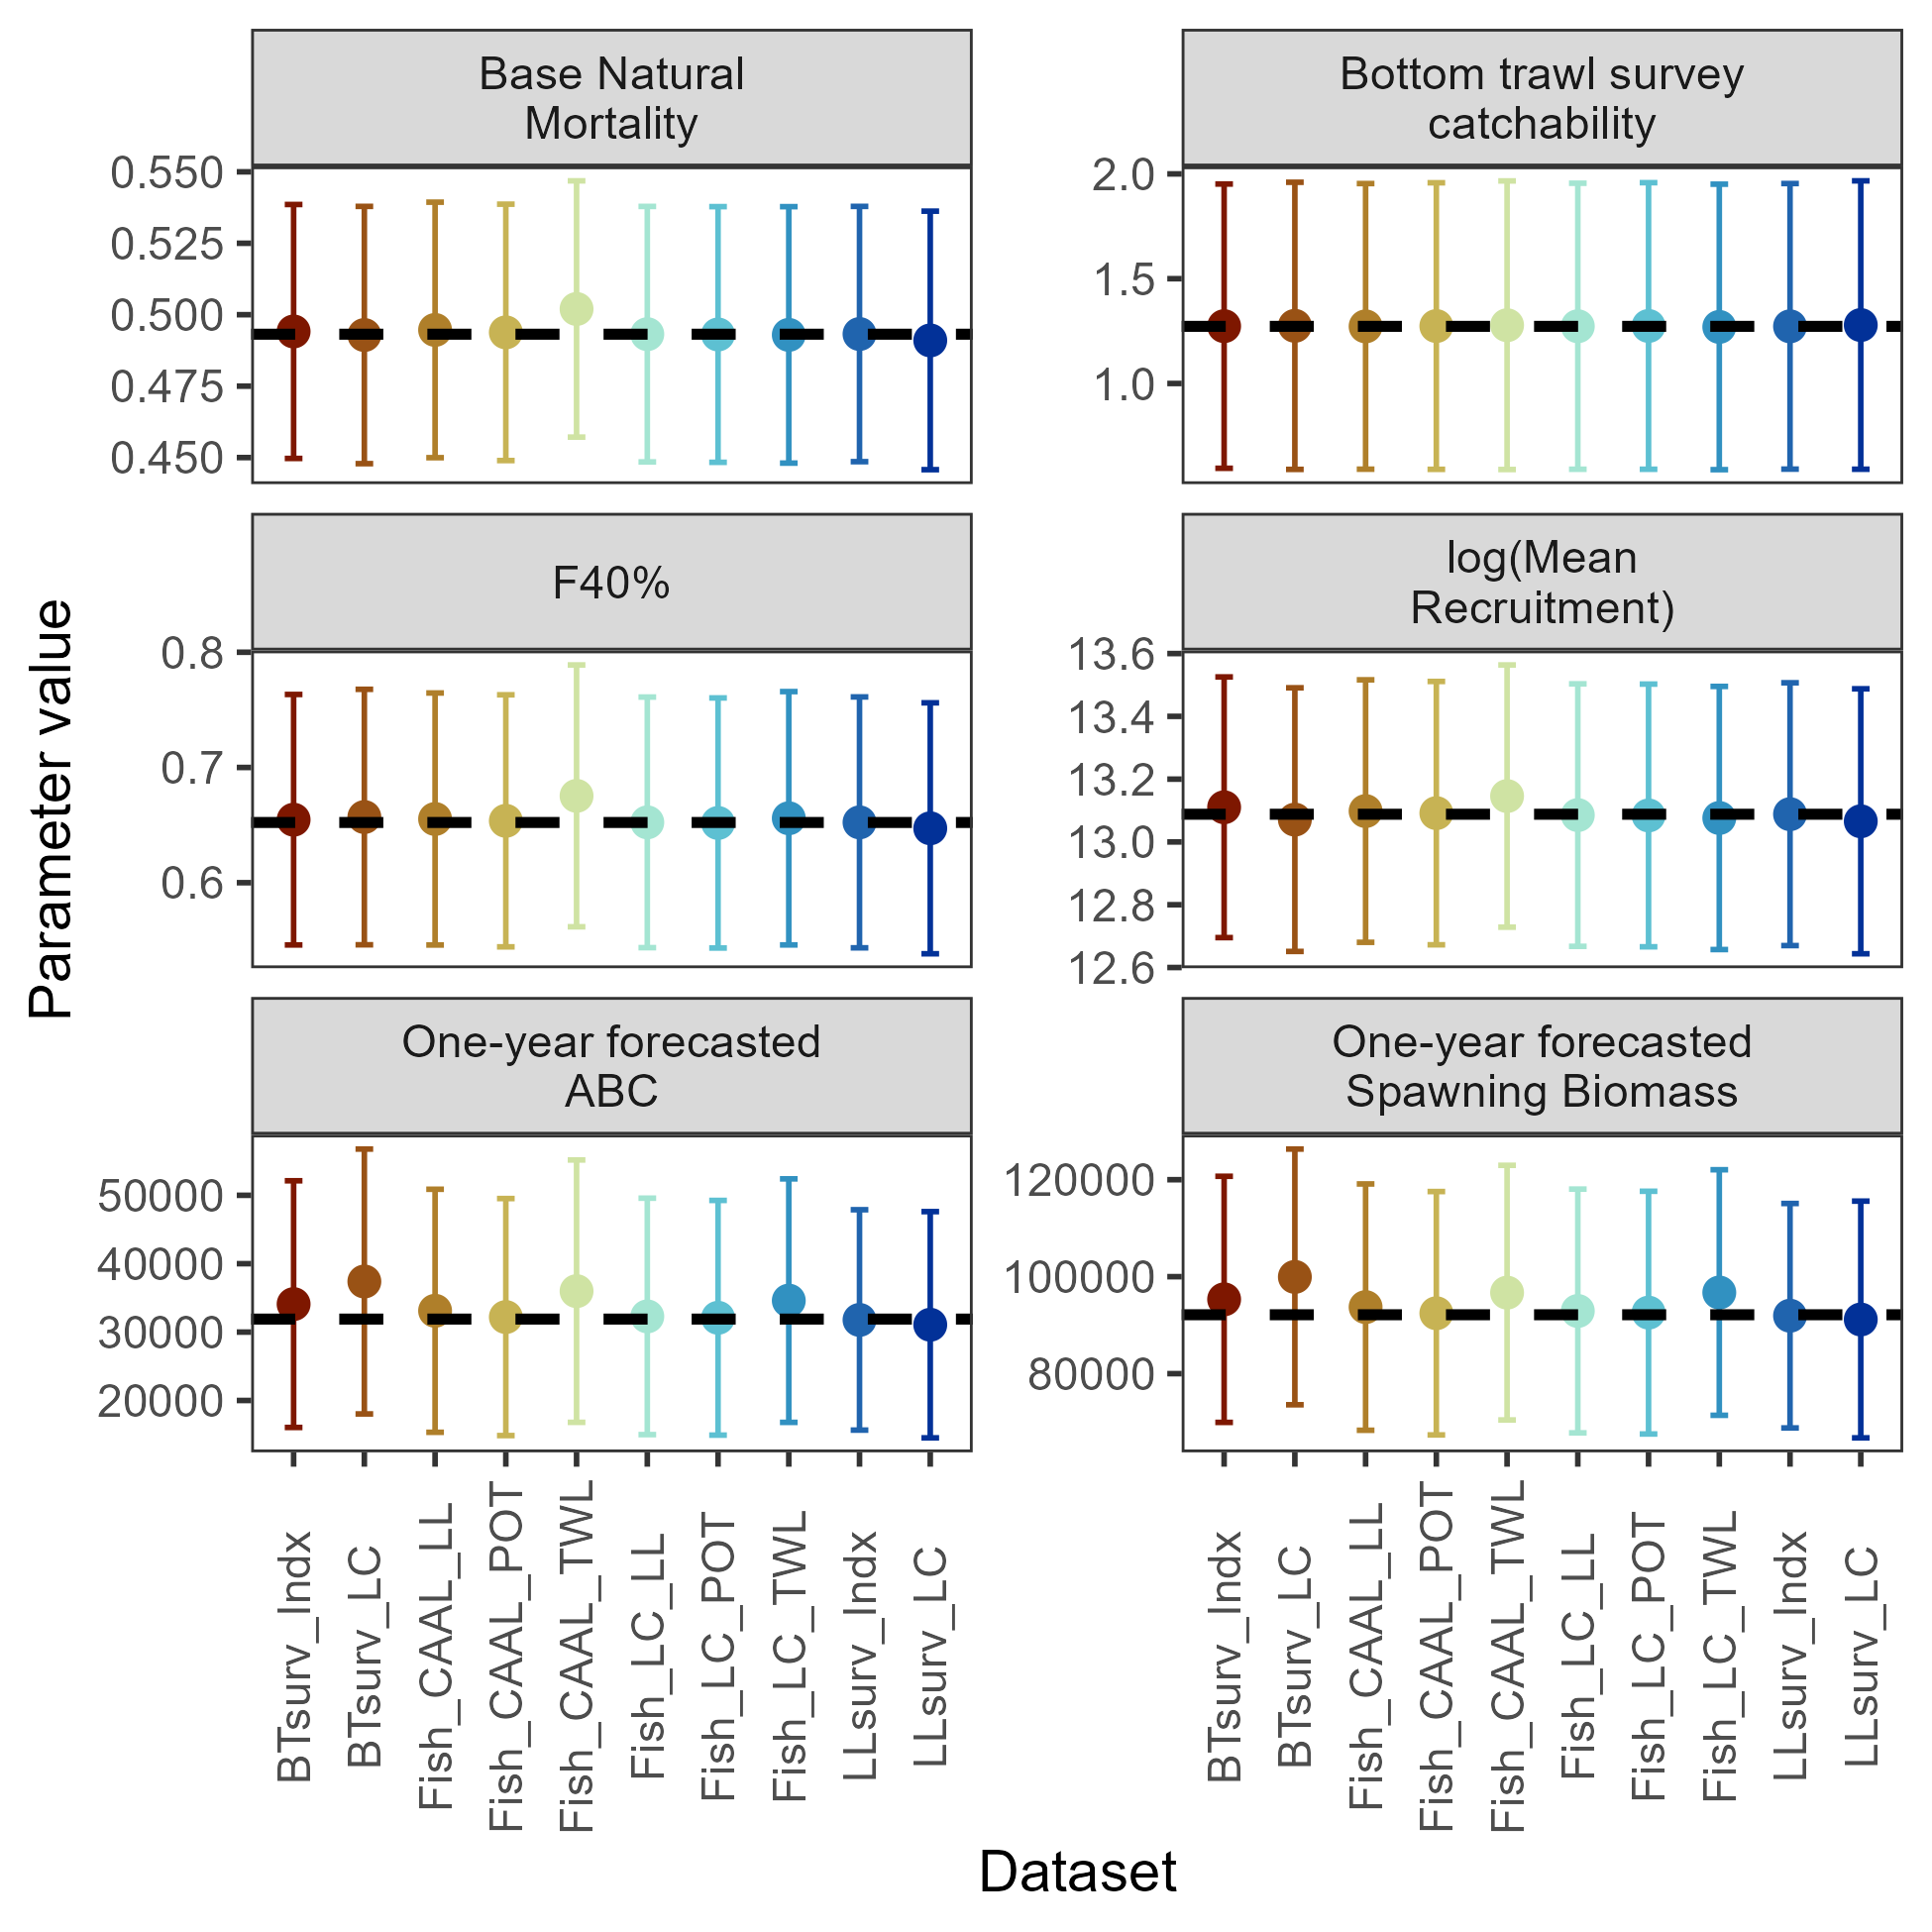 Base Natural
Mortality
Bottom trawl survey
catchability
0.550
0.525
0.500
0.475
0.450
2.0
1.5
1.0
F40%
log(Mean
Recruitment)
0.8
0.7
0.6
13.6
13.4
13.2
13.0
12.8
12.6
One-year forecasted
ABC
One-year forecasted
Spawning Biomass
50000
40000
30000
20000
120000
100000
80000
Parameter value
BTsurv_Indx
BTsurv_LC
Fish_CAAL_LL
Fish_CAAL_POT
Fish_CAAL_TWL
Fish_LC_LL
Fish_LC_POT
Fish_LC_TWL
LLsurv_Indx
LLsurv_LC
BTsurv_Indx
BTsurv_LC
Fish_CAAL_LL
Fish_CAAL_POT
Fish_CAAL_TWL
Fish_LC_LL
Fish_LC_POT
Fish_LC_TWL
LLsurv_Indx
LLsurv_LC
Dataset